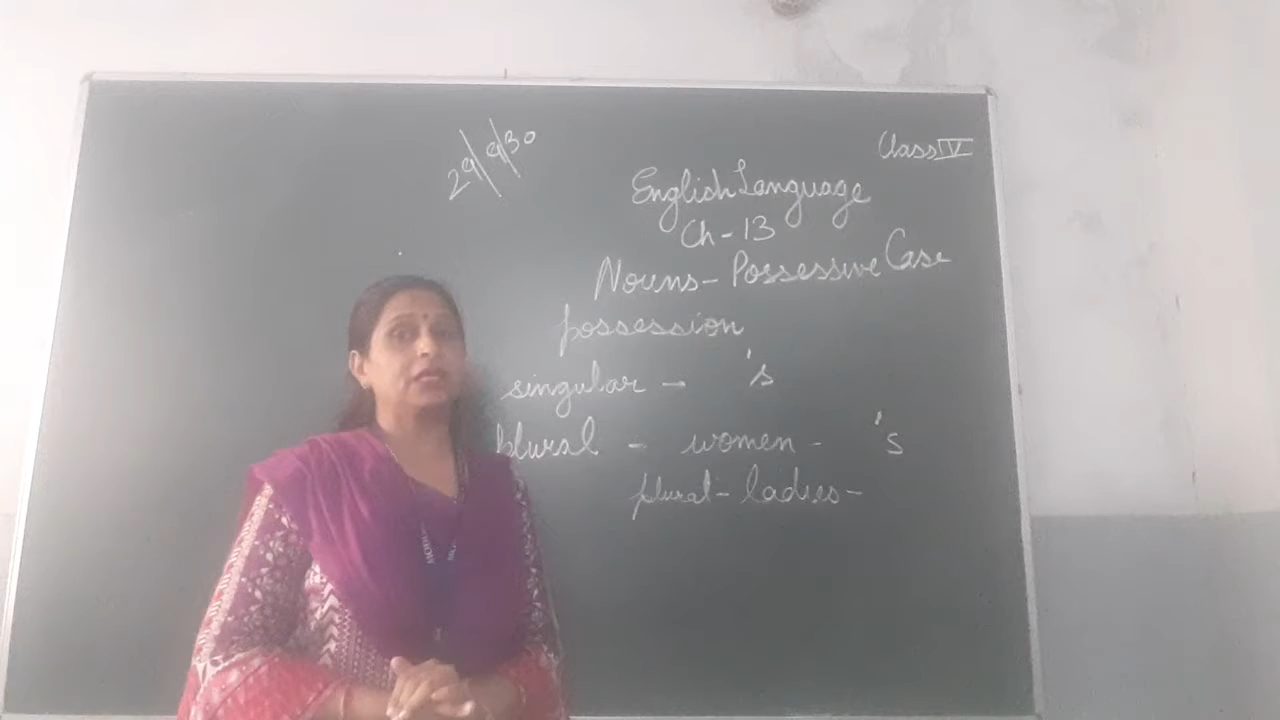 29/9/30
Class IV
English Language
Ch - 13
Nouns - Possessive Case
possession
singular - 's
plural - women - 's
plural - ladies -